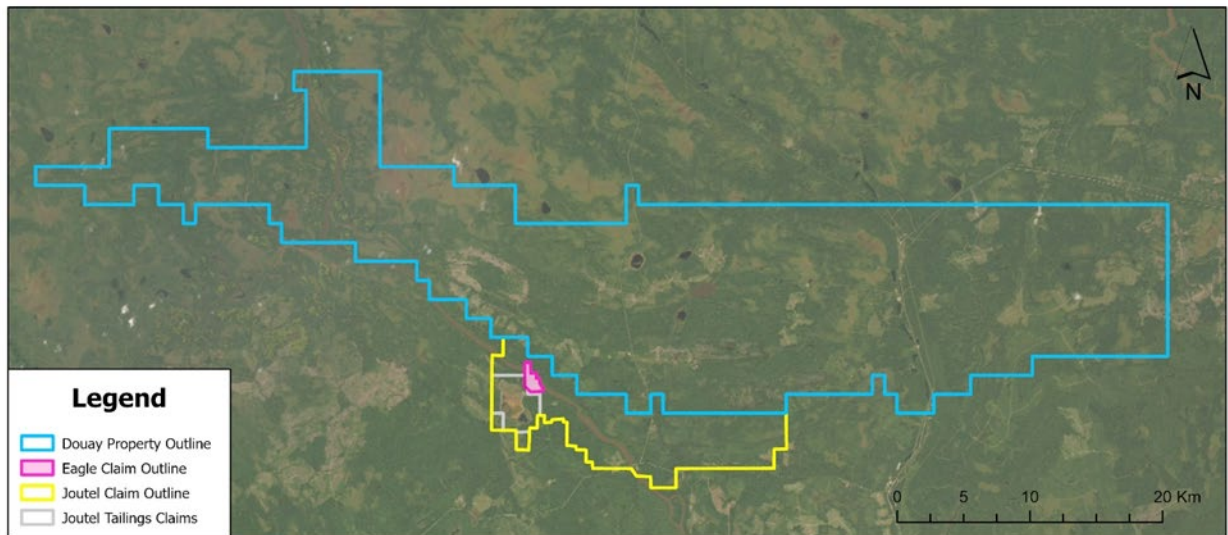 N
Legend
Douay Property Outline
Eagle Claim Outline
Joutel Claim Outline
Joutel Tailings Claims
0 5 10 20 Km